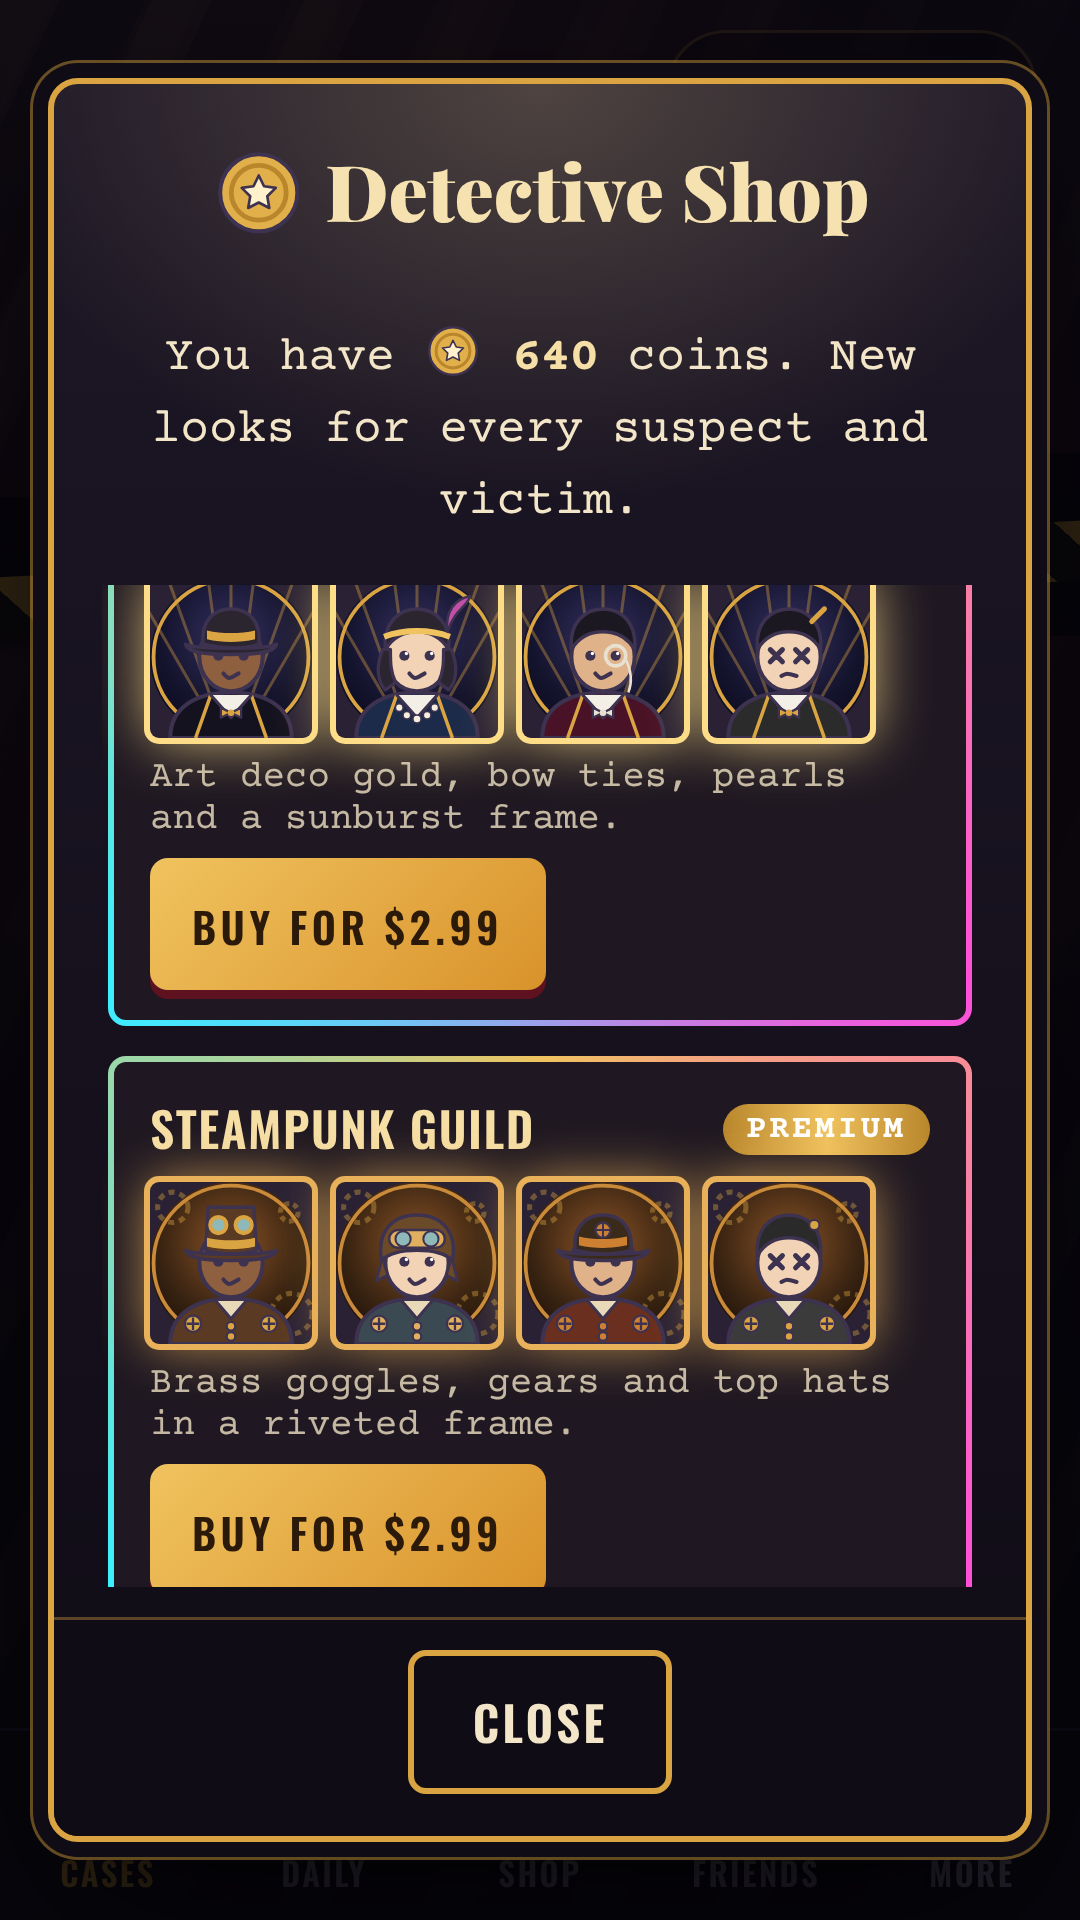 Detective Shop
You have 640 coins. New
looks for every suspect and
victim.
Art deco gold, bow ties, pearls
and a sunburst frame.
BUY FOR $2.99
STEAMPUNK GUILD
PREMIUM
Brass goggles, gears and top hats
in a riveted frame.
BUY FOR $2.99
CLOSE
CASES DAILY SHOP FRIENDS MORE